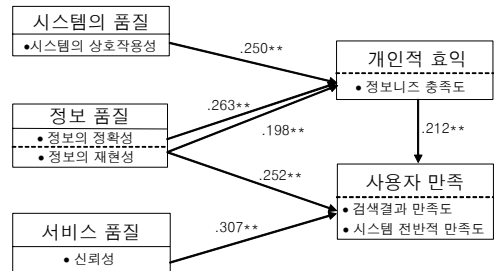 시스템의 품질
●시스템의 상호작용성
.250**
개인적 효익
● 정보니즈 충족도
정보 품질
● 정보의 정확성
● 정보의 재현성
.263**
.198**
.212**
.252**
사용자 만족
● 검색결과 만족도
● 시스템 전반적 만족도
서비스 품질
● 신뢰성
.307**